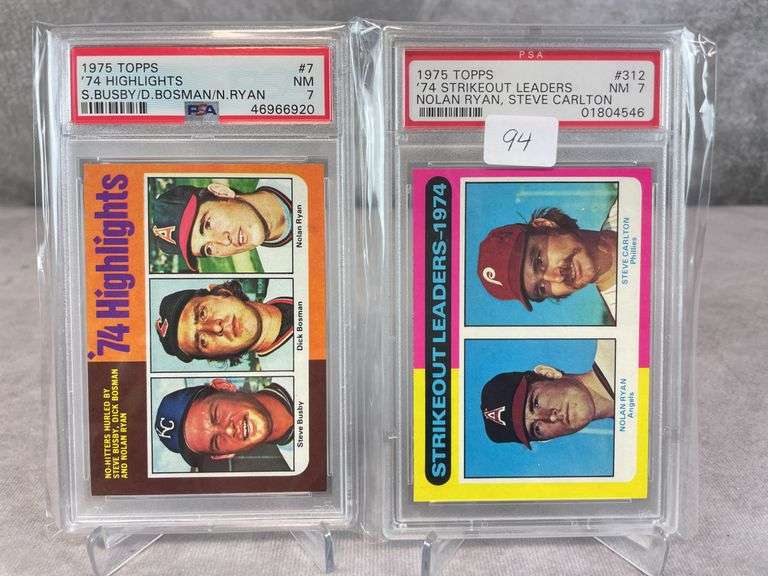 1975 TOPPS #7
'74 HIGHLIGHTS NM
S.BUSBY/D.BOSMAN/N.RYAN 7
PSA 46966920
'74 Highlights
NO-HITTERS HURLED BY
STEVE BUSBY, DICK BOSMAN
AND NOLAN RYAN
Nolan Ryan
Dick Bosman
Steve Busby
A
C
KC
PSA
1975 TOPPS #312
'74 STRIKEOUT LEADERS NM 7
NOLAN RYAN, STEVE CARLTON
01804546
94
STRIKEOUT LEADERS-1974
P
STEVE CARLTON
Phillies
A
NOLAN RYAN
Angels